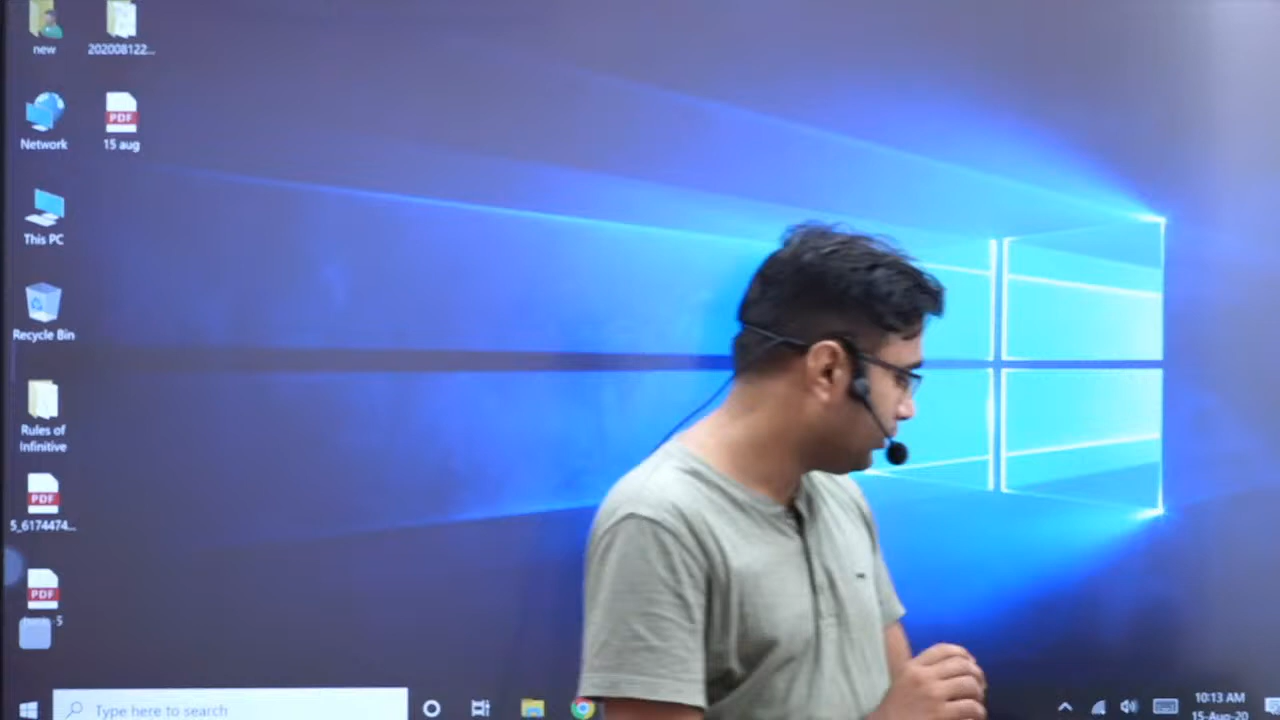 new
202008122...
Network
15 aug
PDF
This PC
Recycle Bin
Rules of
Infinitive
PDF
5_6174474...
PDF
Type here to search
10:13 AM
15-Aug-20